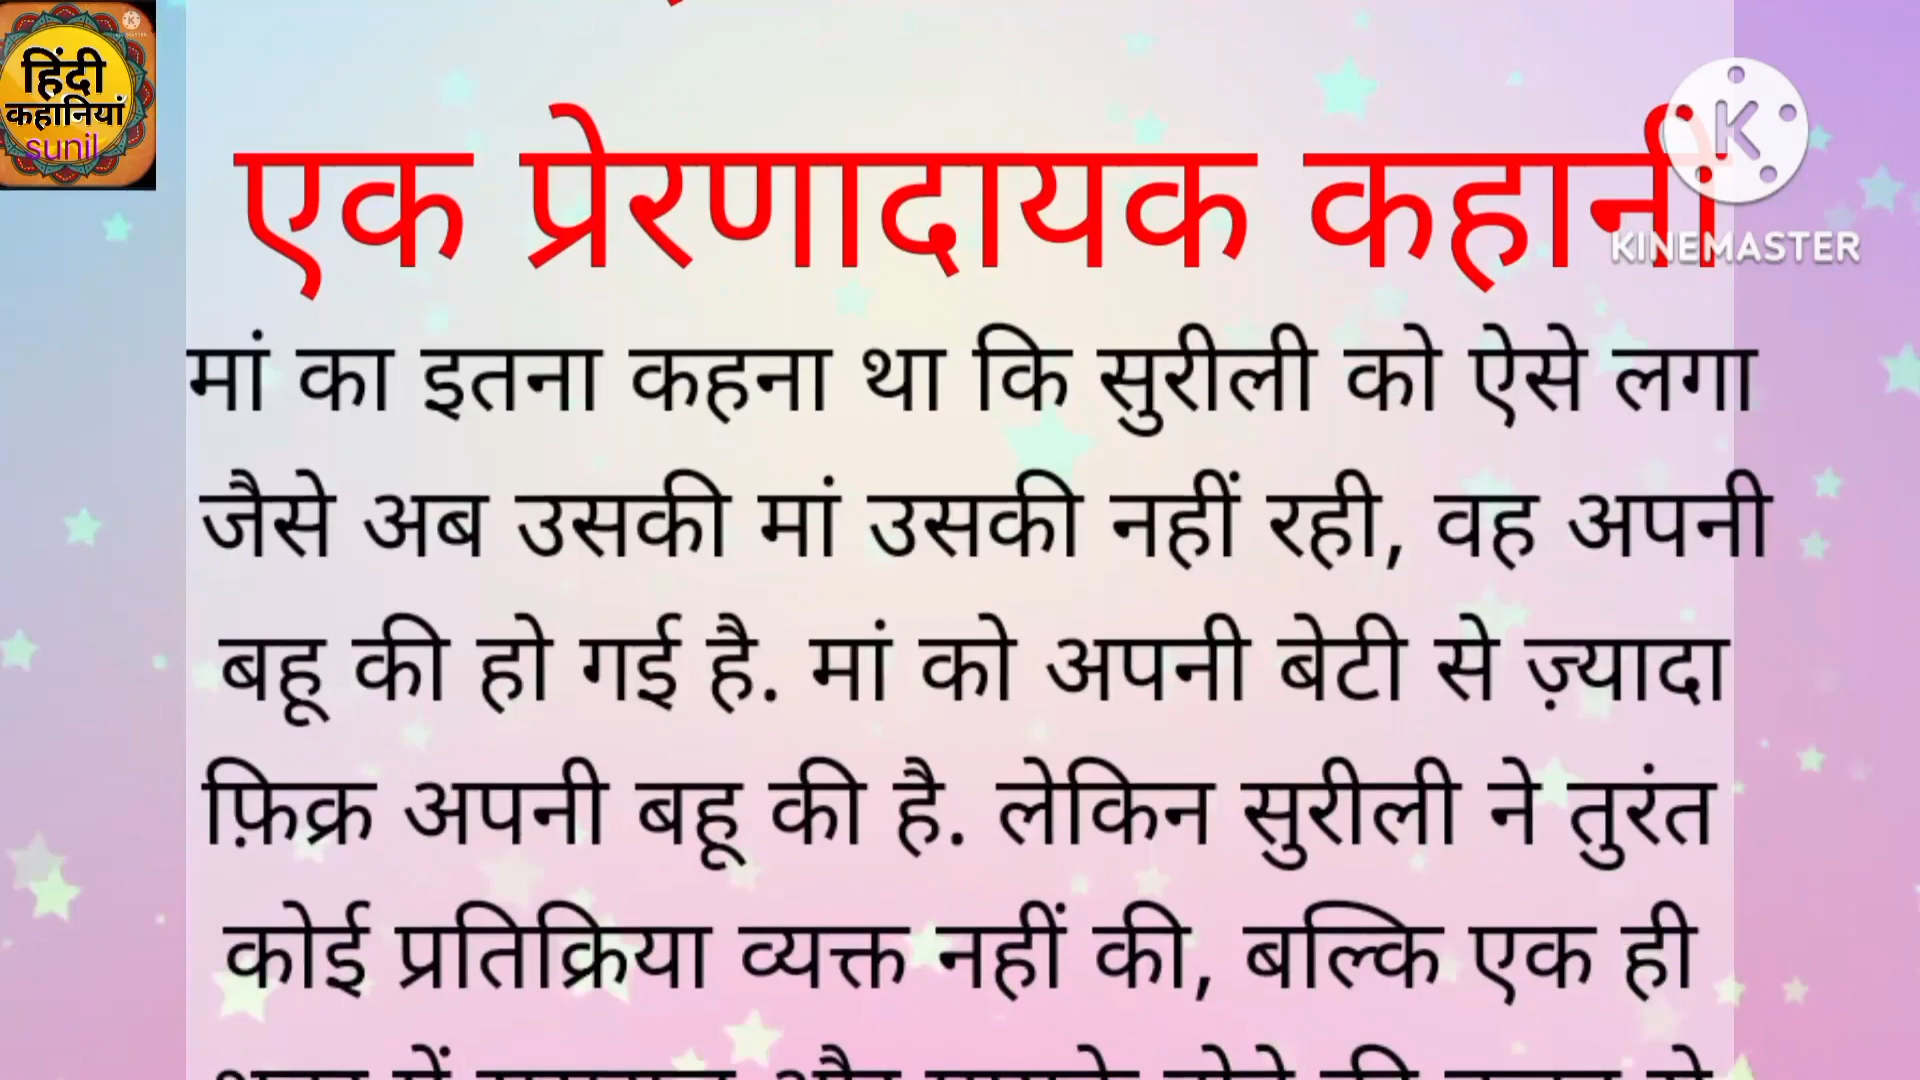 हिंदी
कहानियां
sunil
K
KINEMASTER
एक प्रेरणादायक कहानी
मां का इतना कहना था कि सुरीली को ऐसे लगा
जैसे अब उसकी मां उसकी नहीं रही, वह अपनी
बहू की हो गई है. मां को अपनी बेटी से ज़्यादा
फ़िक्र अपनी बहू की है. लेकिन सुरीली ने तुरंत
कोई प्रतिक्रिया व्यक्त नहीं की, बल्कि एक ही